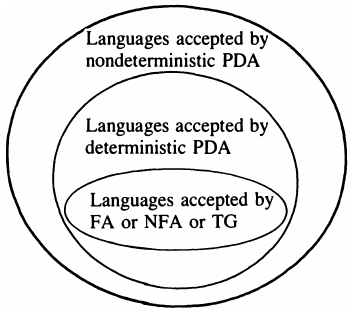 Languages accepted by
nondeterministic PDA
Languages accepted by
deterministic PDA
Languages accepted by
FA or NFA or TG